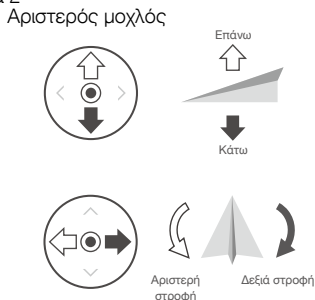 Αριστερός μοχλός
Επάνω
Κάτω
Αριστερή
στροφή
Δεξιά στροφή